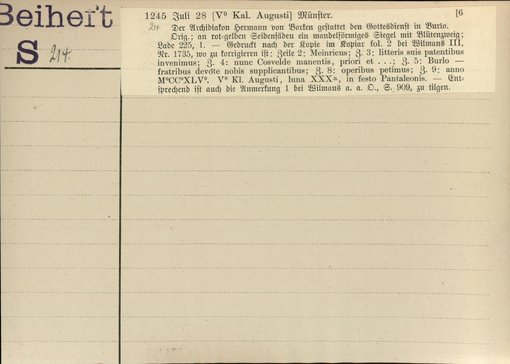 Beiheft
S 214.
1245 Juli 28 [V⁰ Kal. Augusti] Münster. [6
214 Der Archidiakon Hermann von Borken gestattet den Gottesdienst in Burlo.
Orig.; an rot-gelben Seidenfäden ein mandelförmiges Siegel mit Blütenzweig;
Lade 225, 1. — Gedruckt nach der Kopie im Kopiar fol. 2 bei Wilmans III,
Nr. 1735, wo zu korrigieren ist: Zeile 2; Meinricus; Z. 3; litteris suis patentibus
invenimus; Z. 4: nunc Cosvelde manentis, priori et . . .; Z. 5: Burlo —
fratribus devote nobis supplicantibus; Z. 8: operibus petimus; Z. 9; anno
M⁰CC⁰XLV⁰. V⁰ Kl. Augusti, luna XXXᵃ, in festo Pantaleonis. — Ent-
sprechend ist auch die Anmerkung 1 bei Wilmans a. a. O., S. 909, zu tilgen.